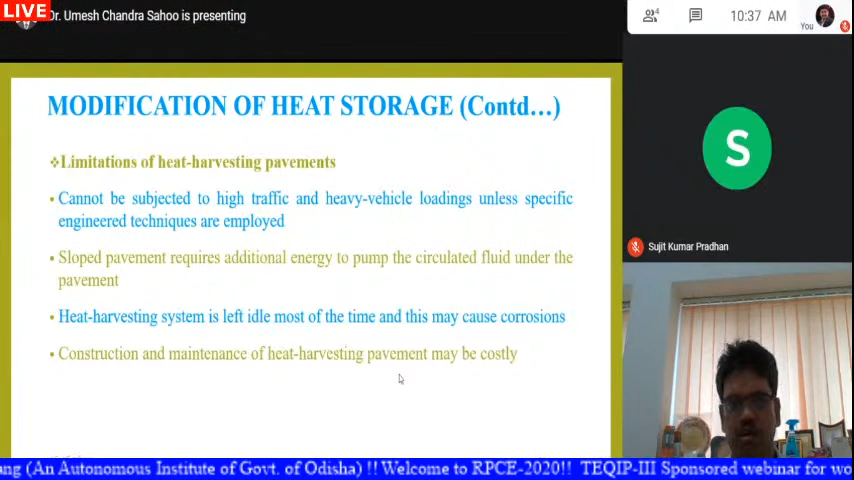 LIVE
Dr. Umesh Chandra Sahoo is presenting
4
10:37 AM
You
MODIFICATION OF HEAT STORAGE (Contd…)
❖Limitations of heat-harvesting pavements
• Cannot be subjected to high traffic and heavy-vehicle loadings unless specific
engineered techniques are employed
• Sloped pavement requires additional energy to pump the circulated fluid under the
pavement
• Heat-harvesting system is left idle most of the time and this may cause corrosions
• Construction and maintenance of heat-harvesting pavement may be costly
S
Sujit Kumar Pradhan
ang (An Autonomous Institute of Govt. of Odisha) !! Welcome to RPCE-2020!! TEQIP-III Sponsored webinar for wo